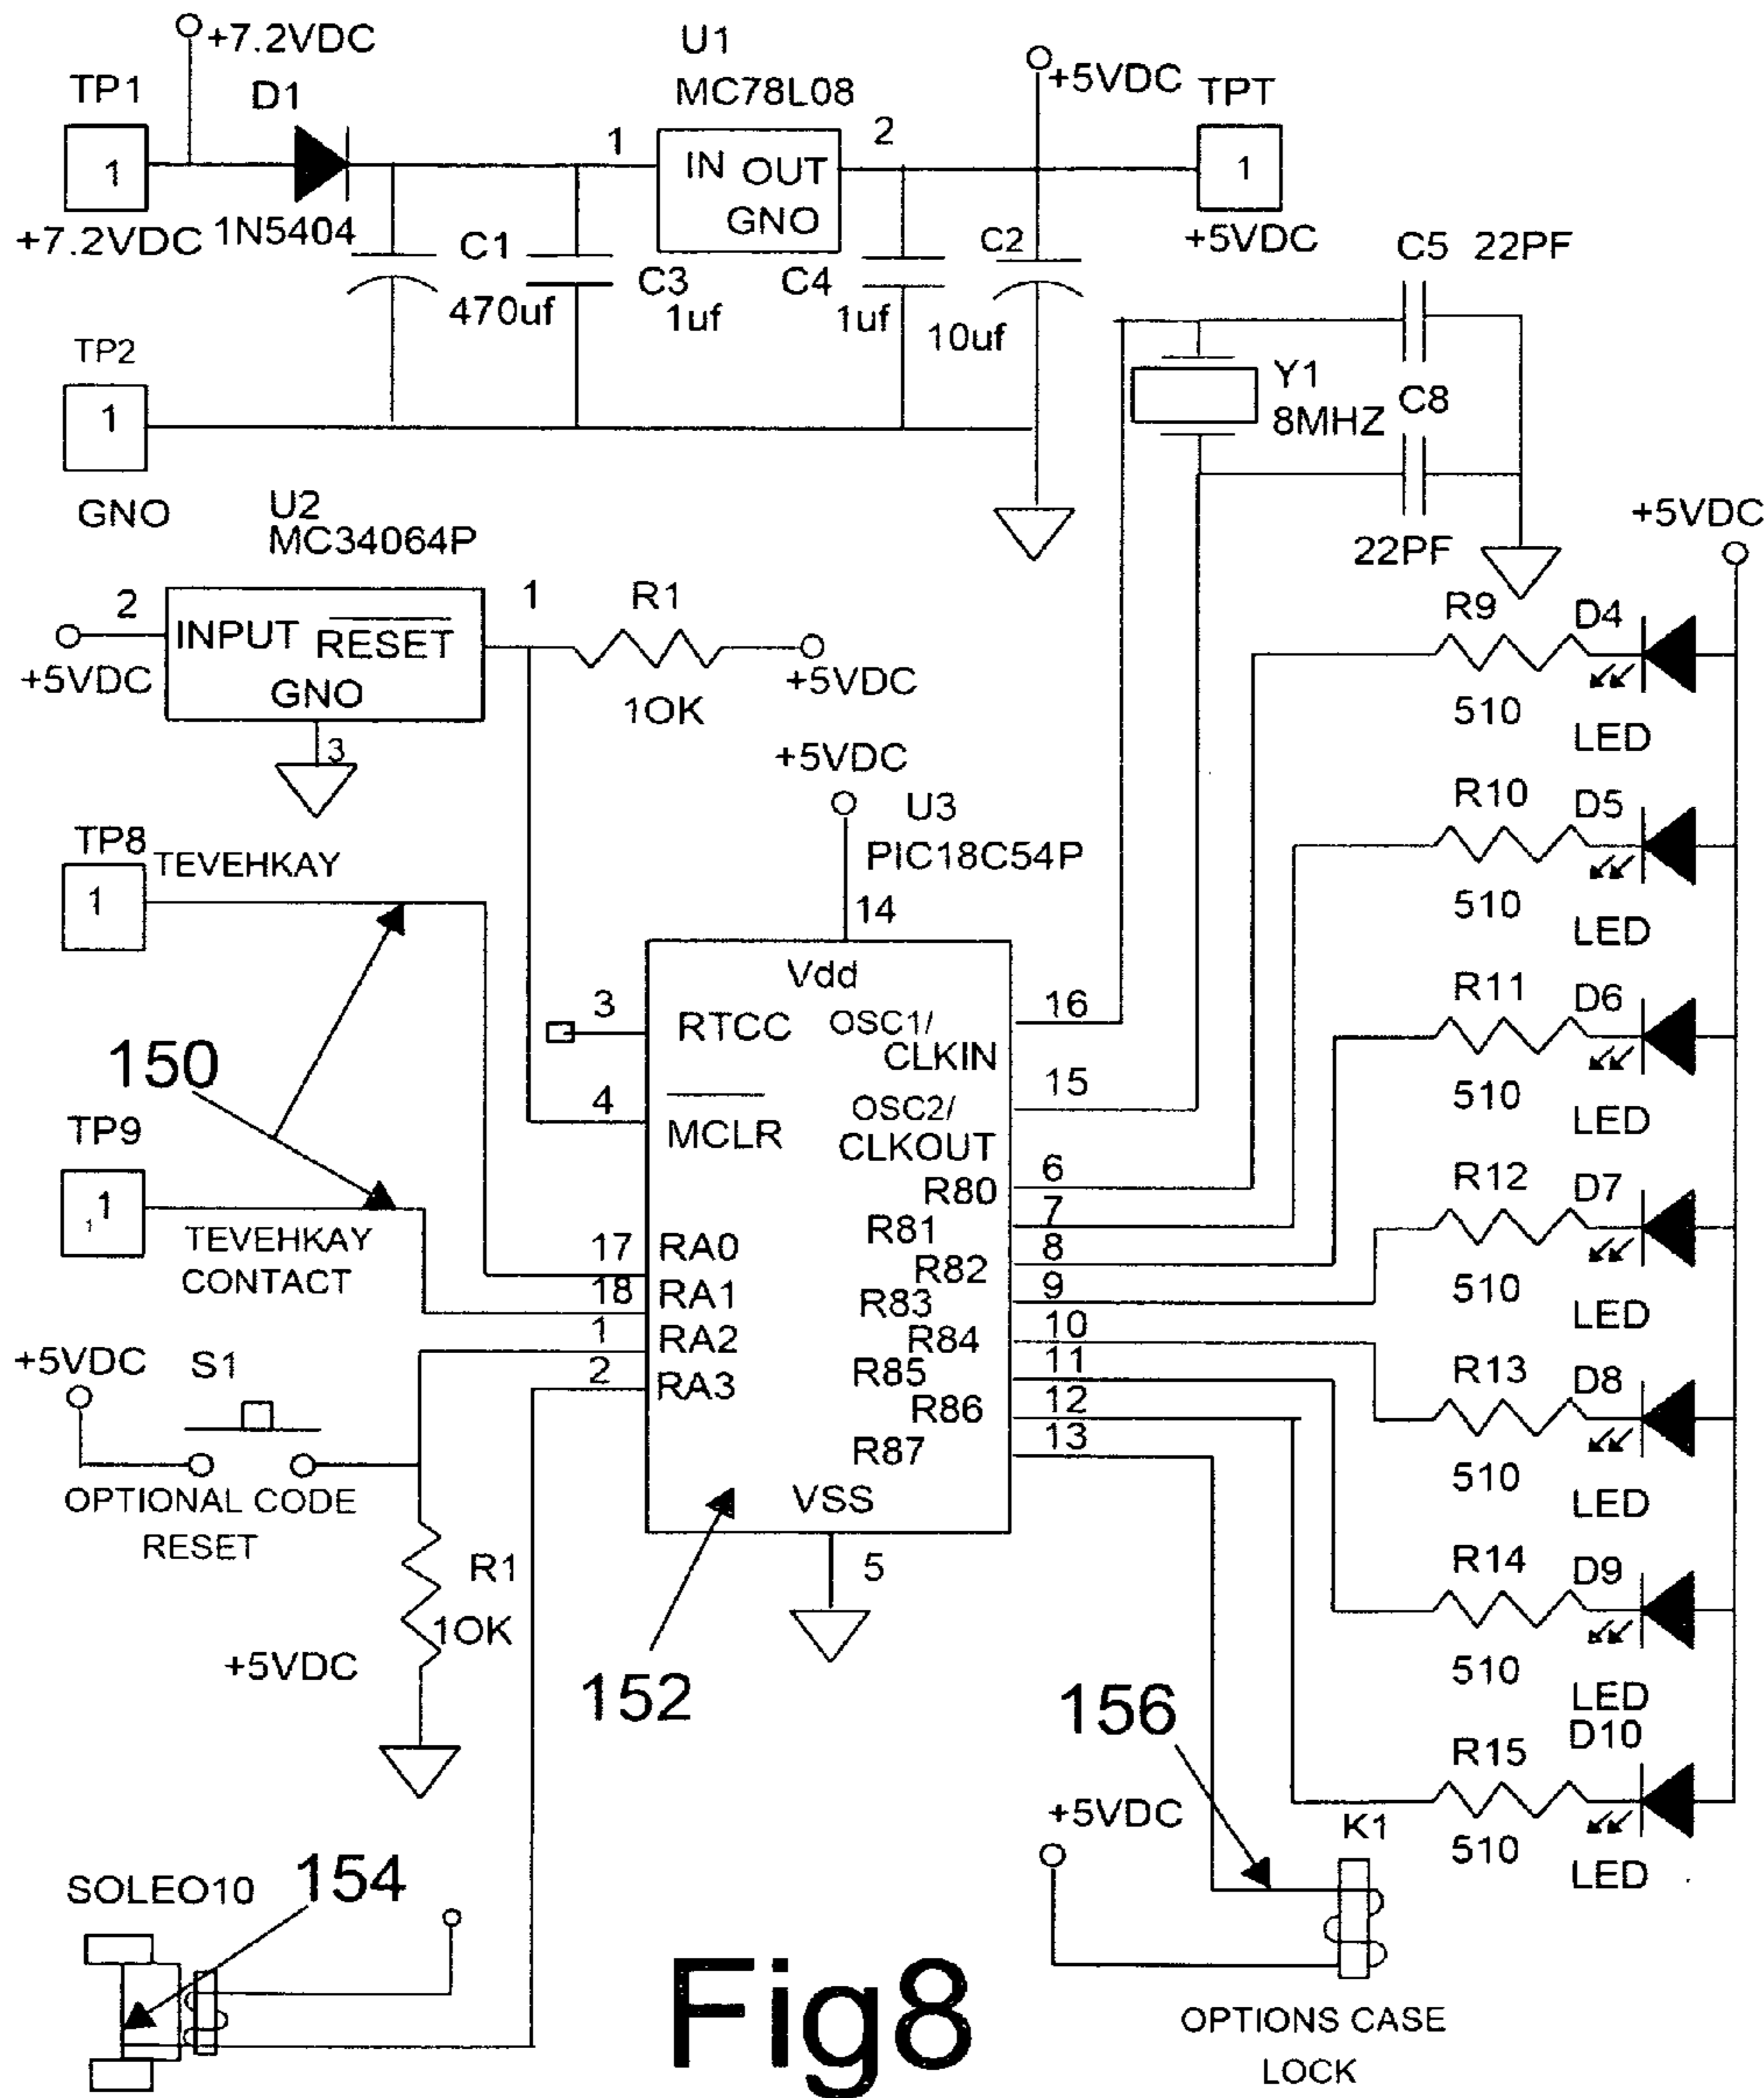 +7.2VDC
TP1
D1
U1
MC78L08
+5VDC
TPT
1
1
IN OUT
GNO
2
1
+7.2VDC
1N5404
C1
470uf
C3
1uf
C4
1uf
C2
10uf
+5VDC
C5 22PF
TP2
1
GNO
Y1
8MHZ
C8
22PF
U2
MC34064P
2
+5VDC
INPUT RESET
GNO
3
1
R1
10K
+5VDC
+5VDC
R9
D4
510
LED
R10
D5
510
LED
R11
D6
510
LED
R12
D7
510
LED
R13
D8
510
LED
R14
D9
510
LED
R15
D10
510
LED
TP8
TEVEHKAY
1
150
TP9
1
TEVEHKAY
CONTACT
+5VDC
U3
PIC18C54P
14
Vdd
3
RTCC
4
MCLR
17
RA0
18
RA1
1
RA2
2
RA3
OSC1/
CLKIN
16
OSC2/
CLKOUT
15
R80
6
R81
7
R82
8
R83
9
R84
10
R85
11
R86
12
R87
13
VSS
5
152
+5VDC
S1
OPTIONAL CODE
RESET
R1
10K
+5VDC
156
+5VDC
K1
OPTIONS CASE
LOCK
SOLEO10
154
Fig8